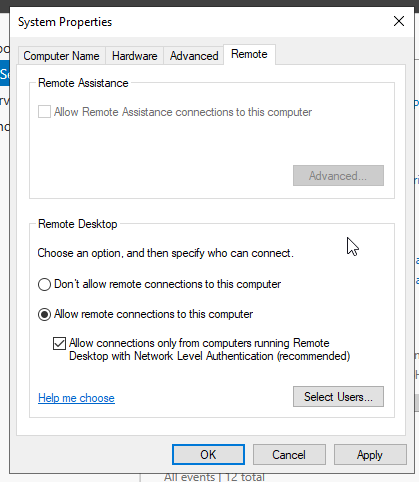 System Properties
Computer Name
Hardware
Advanced
Remote
Remote Assistance
Allow Remote Assistance connections to this computer
Advanced...
Remote Desktop
Choose an option, and then specify who can connect.
Don't allow remote connections to this computer
Allow remote connections to this computer
Allow connections only from computers running Remote
Desktop with Network Level Authentication (recommended)
Help me choose
Select Users...
OK
Cancel
Apply
All events | 12 total